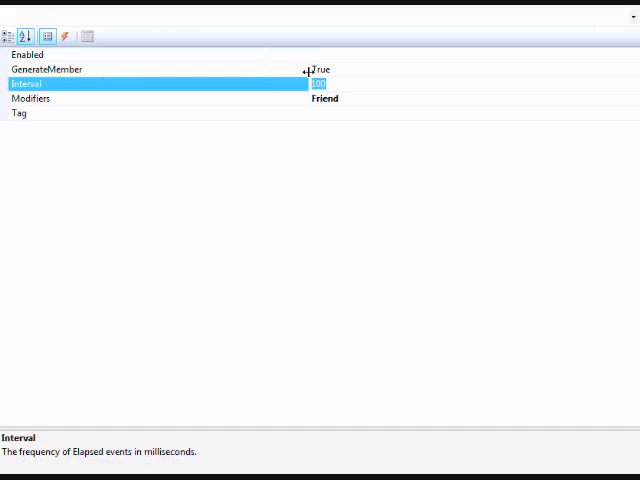 Enabled
GenerateMember True
Interval 100
Modifiers Friend
Tag
Interval
The frequency of Elapsed events in milliseconds.